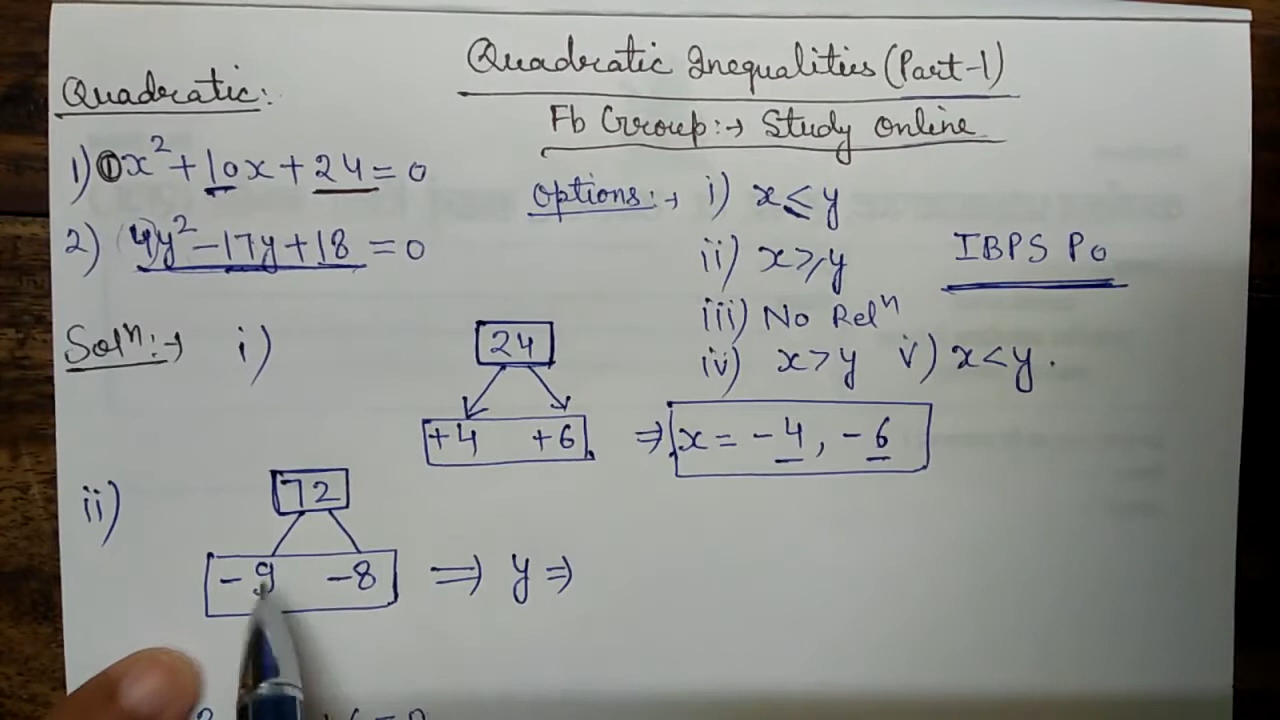 Quadratic Inequalities (Part-1)
Fb Group:→ Study Online
Quadratic:
1) 1x² + 10x + 24 = 0
2) 4y² - 17y + 18 = 0
Options:→ i) x ≤ y
ii) x ≥ y
iii) No Relⁿ
iv) x > y v) x < y.
IBPS PO
Solⁿ:→ i)
24
+4 +6 ⇒ x = -4, -6
ii)
72
-9 -8 ⇒ y ⇒